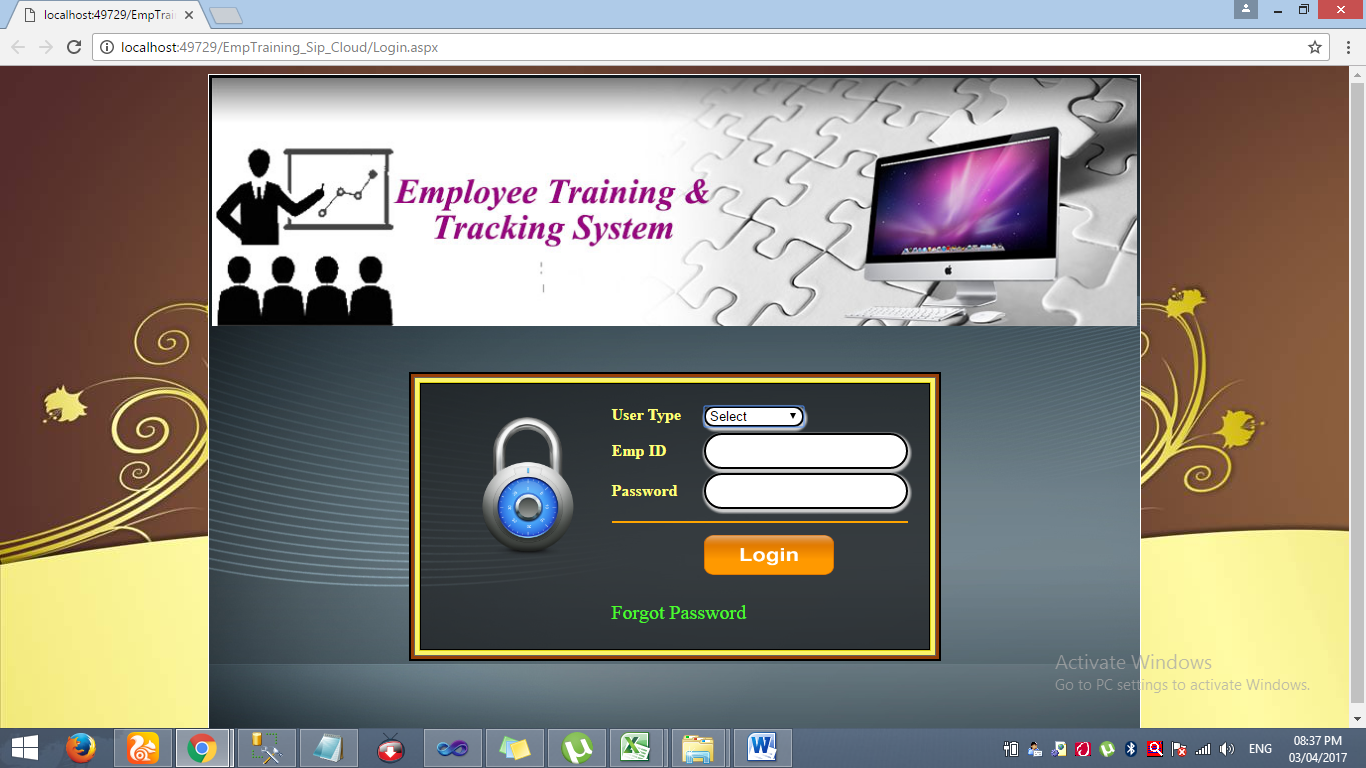 localhost:49729/EmpTrai
localhost:49729/EmpTraining_Sip_Cloud/Login.aspx
Employee Training &
Tracking System
User Type
Select
Emp ID
Password
Login
Forgot Password
Activate Windows
Go to PC settings to activate Windows.
ENG
08:37 PM
03/04/2017